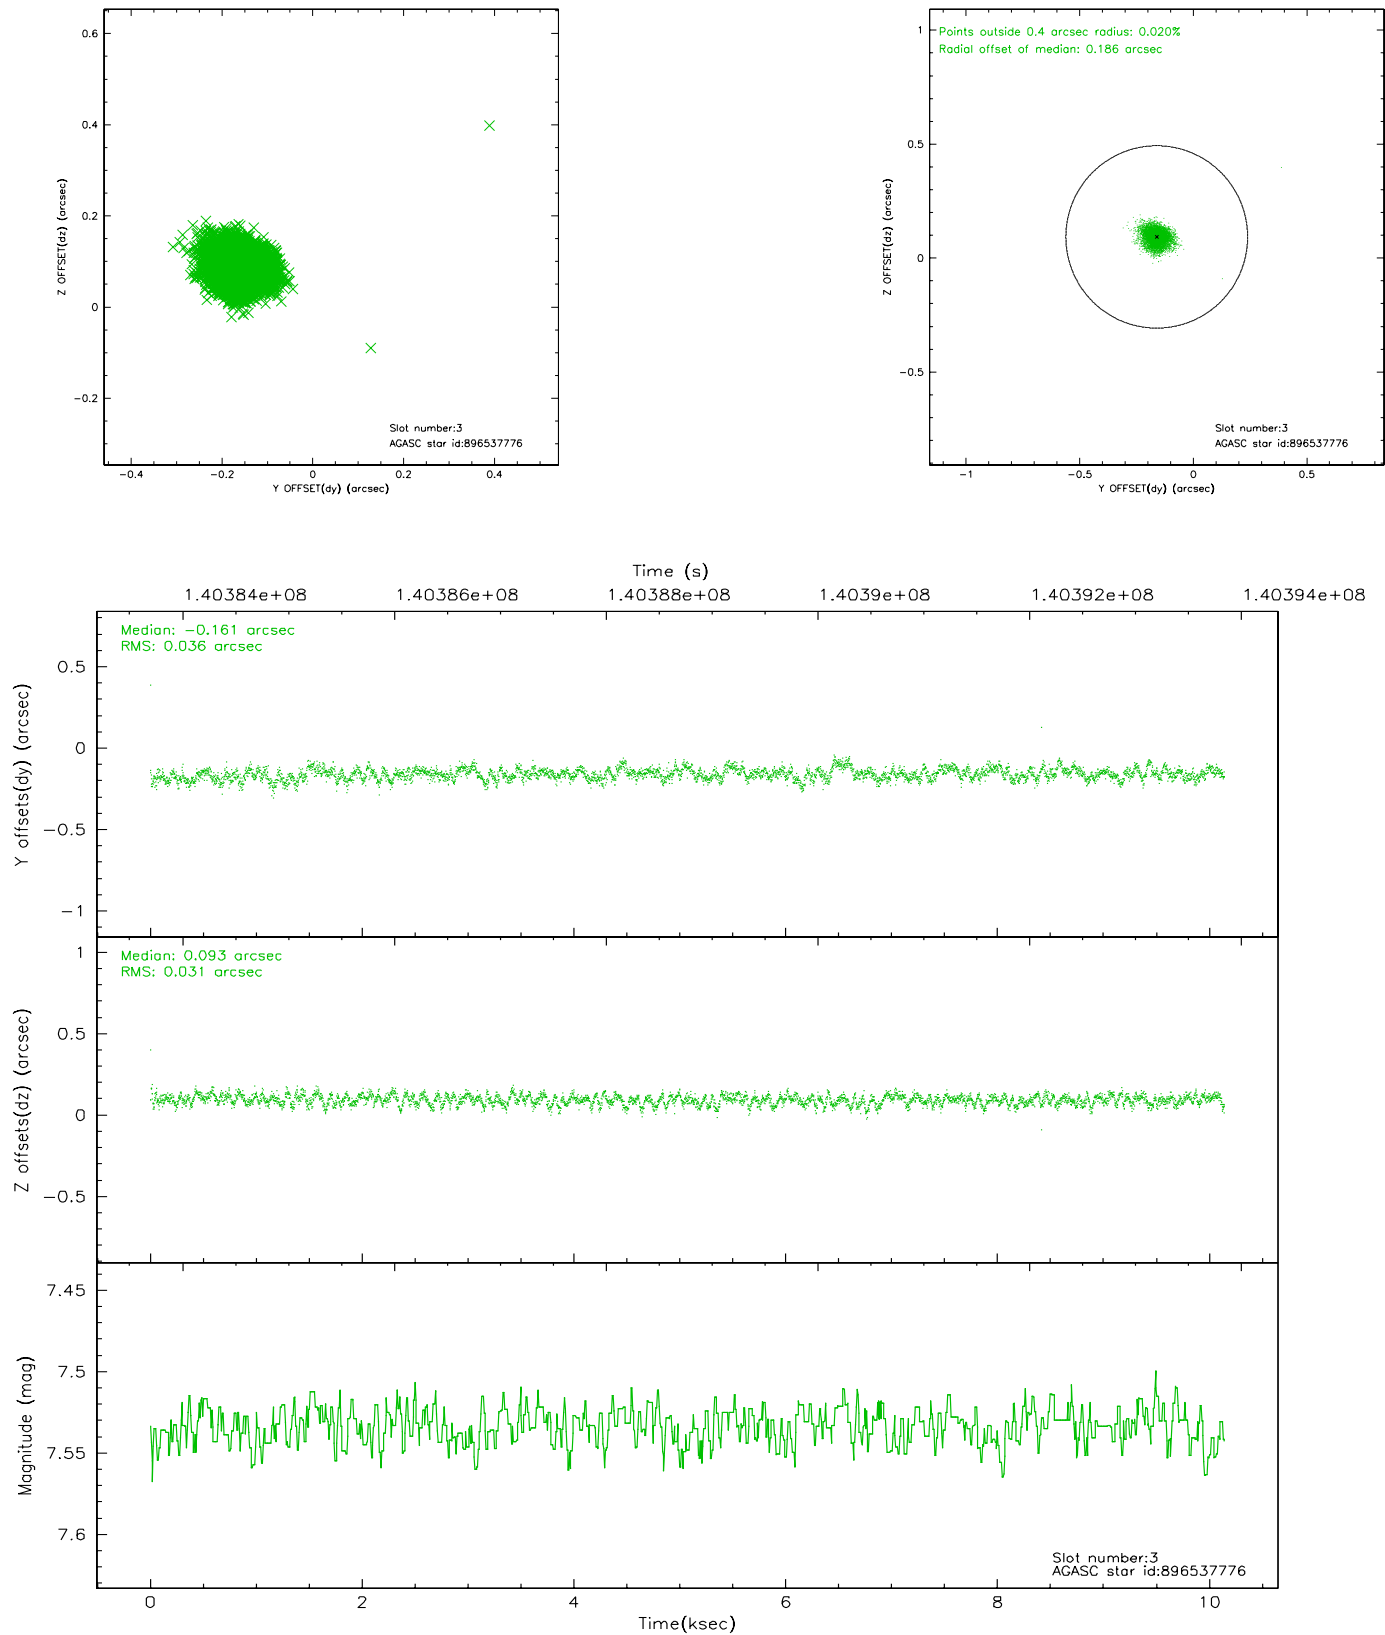 0.6
0.4
0.2
0
−0.2
Z OFFSET(dz) (arcsec)
Slot number:3
AGASC star id:896537776
−0.4 −0.2 0 0.2 0.4
Y OFFSET(dy) (arcsec)
Points outside 0.4 arcsec radius: 0.020%
Radial offset of median: 0.186 arcsec
1
0.5
0
−0.5
Z OFFSET(dz) (arcsec)
Slot number:3
AGASC star id:896537776
−1 −0.5 0 0.5
Y OFFSET(dy) (arcsec)
Time (s)
1.40384e+08 1.40386e+08 1.40388e+08 1.4039e+08 1.40392e+08 1.40394e+08
Median: −0.161 arcsec
RMS: 0.036 arcsec
0.5
0
−0.5
−1
Y offsets(dy) (arcsec)
Median: 0.093 arcsec
RMS: 0.031 arcsec
1
0.5
0
−0.5
Z offsets(dz) (arcsec)
7.45
7.5
7.55
7.6
Magnitude (mag)
Slot number:3
AGASC star id:896537776
0 2 4 6 8 10
Time(ksec)